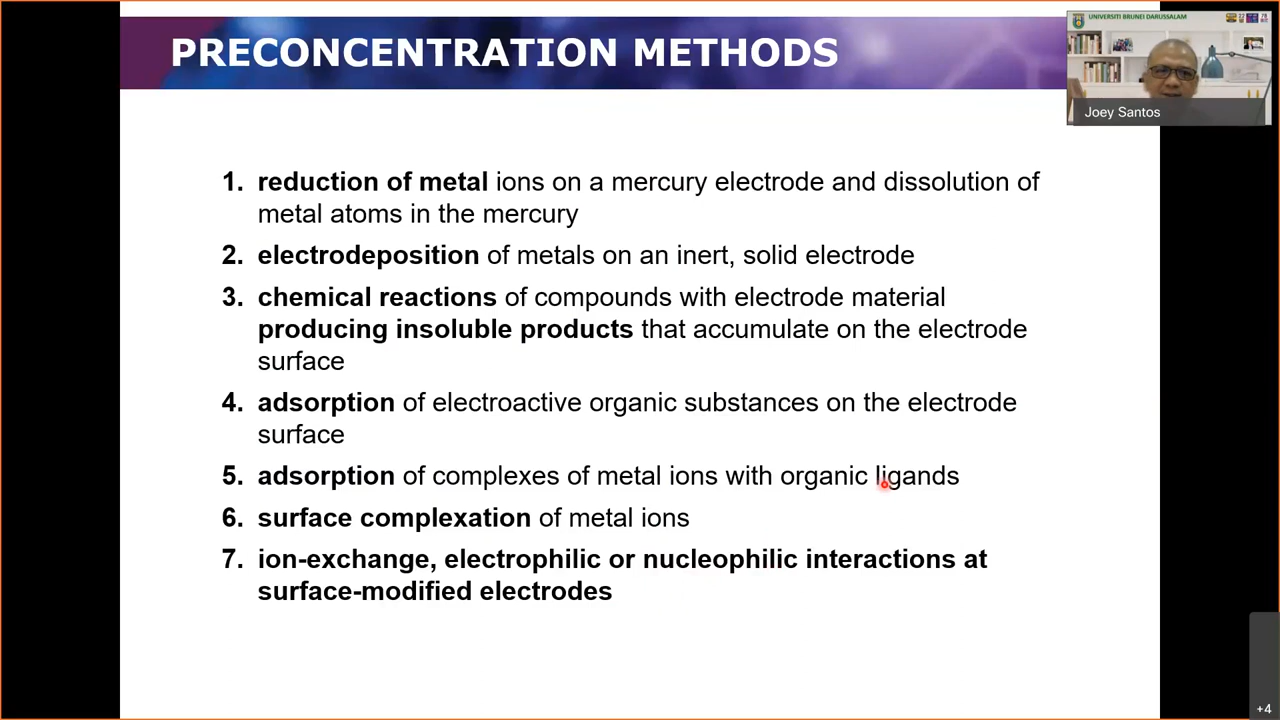 PRECONCENTRATION METHODS
UNIVERSITI BRUNEI DARUSSALAM
Joey Santos
1. reduction of metal ions on a mercury electrode and dissolution of
metal atoms in the mercury
2. electrodeposition of metals on an inert, solid electrode
3. chemical reactions of compounds with electrode material
producing insoluble products that accumulate on the electrode
surface
4. adsorption of electroactive organic substances on the electrode
surface
5. adsorption of complexes of metal ions with organic ligands
6. surface complexation of metal ions
7. ion-exchange, electrophilic or nucleophilic interactions at
surface-modified electrodes
+4